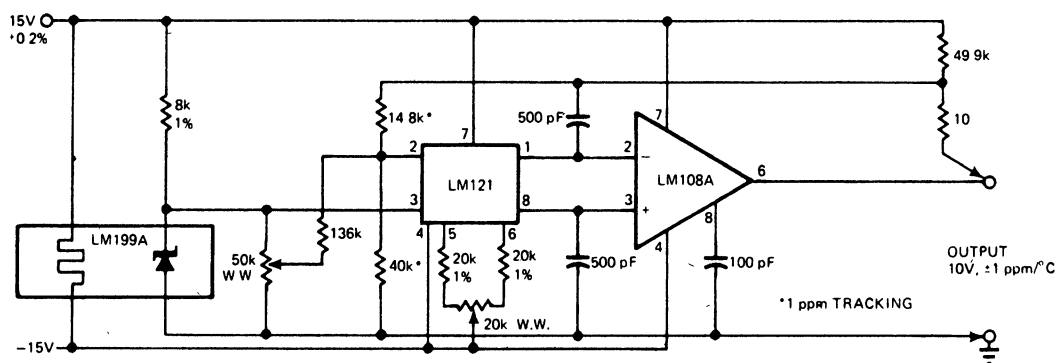 15V
+0 2%
49 9k
8k
1%
14 8k*
500 pF
7
7
10
2
1
2
−
LM121
LM108A
6
3
8
3
+
8
LM199A
4
5
6
4
50k
W W
136k
40k*
20k
1%
20k
1%
500 pF
100 pF
OUTPUT
10V, ±1 ppm/°C
*1 ppm TRACKING
20k W.W.
−15V